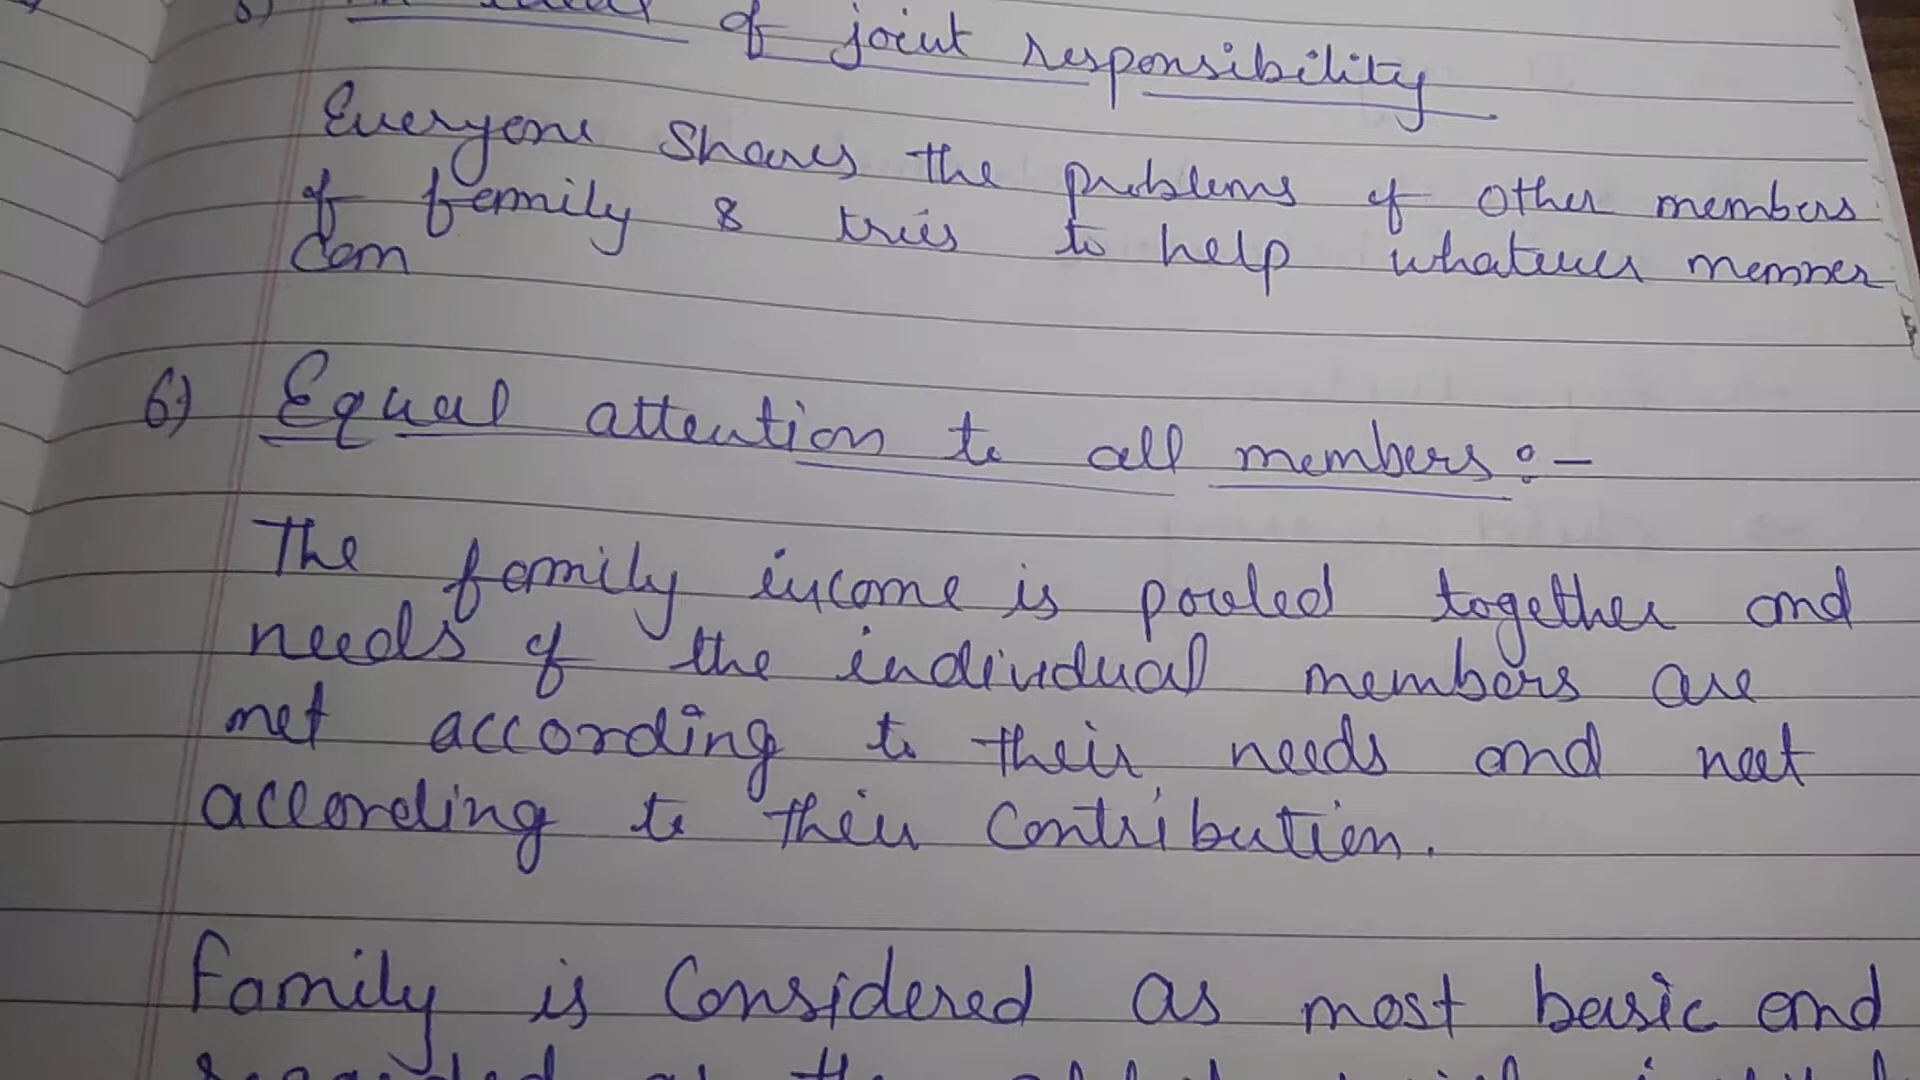 of joint responsibility
Everyone shares the problems of other members
of family & tries to help whatever memner
can
6) Equal attention to all members :-
The family income is pooled together and
needs of the individual members are
met according to their needs and not
according to their contribution.
Family is considered as most basic and